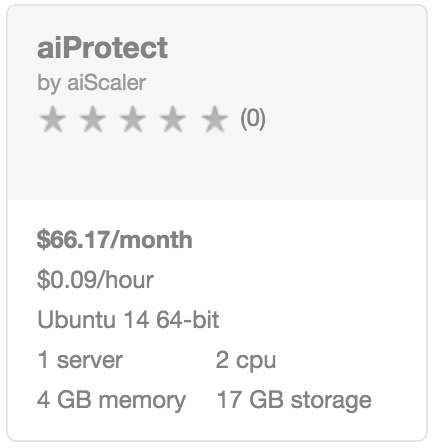 aiProtect
by aiScaler
(0)
$66.17/month
$0.09/hour
Ubuntu 14 64-bit
1 server 2 cpu
4 GB memory 17 GB storage